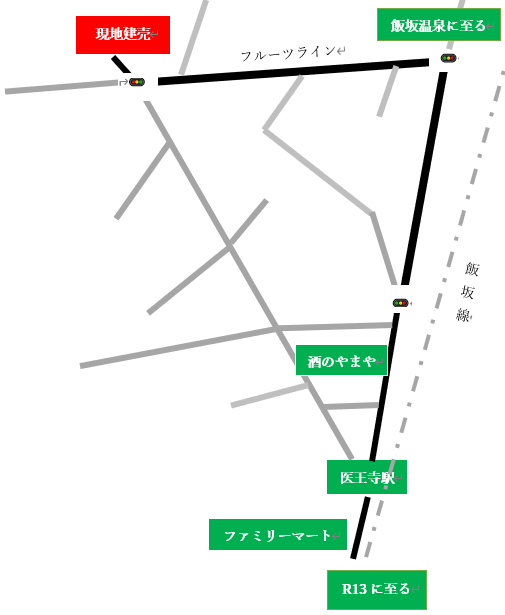 現地建売
飯坂温泉に至る
フルーツライン
飯坂線
酒のやまや
医王寺駅
ファミリーマート
R13に至る